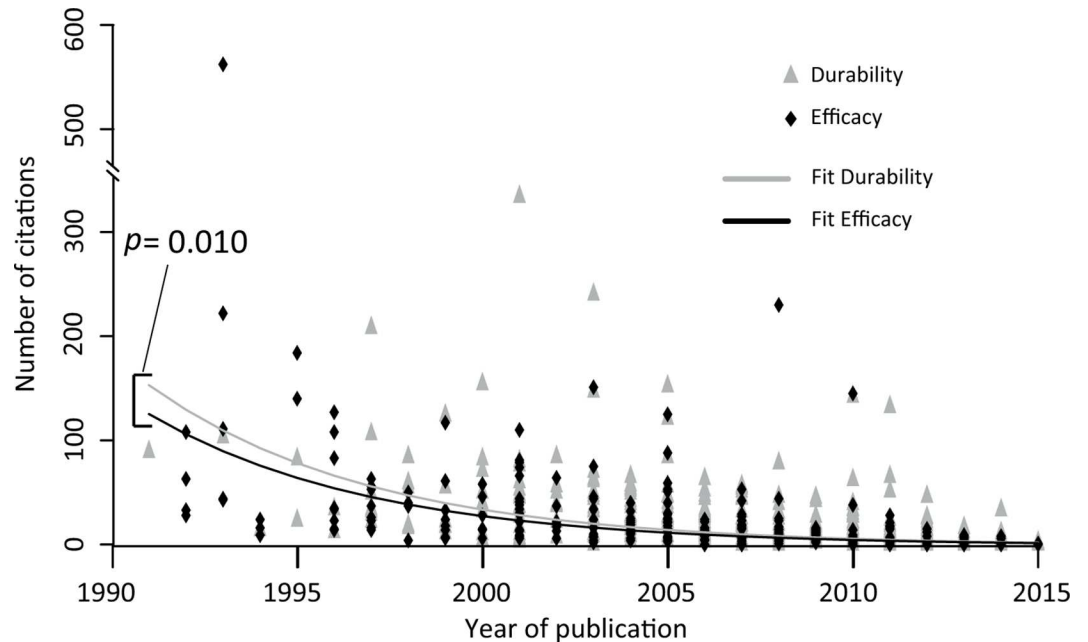 600
500
300
200
100
0
Number of citations
p= 0.010
Durability
Efficacy
Fit Durability
Fit Efficacy
1990 1995 2000 2005 2010 2015
Year of publication